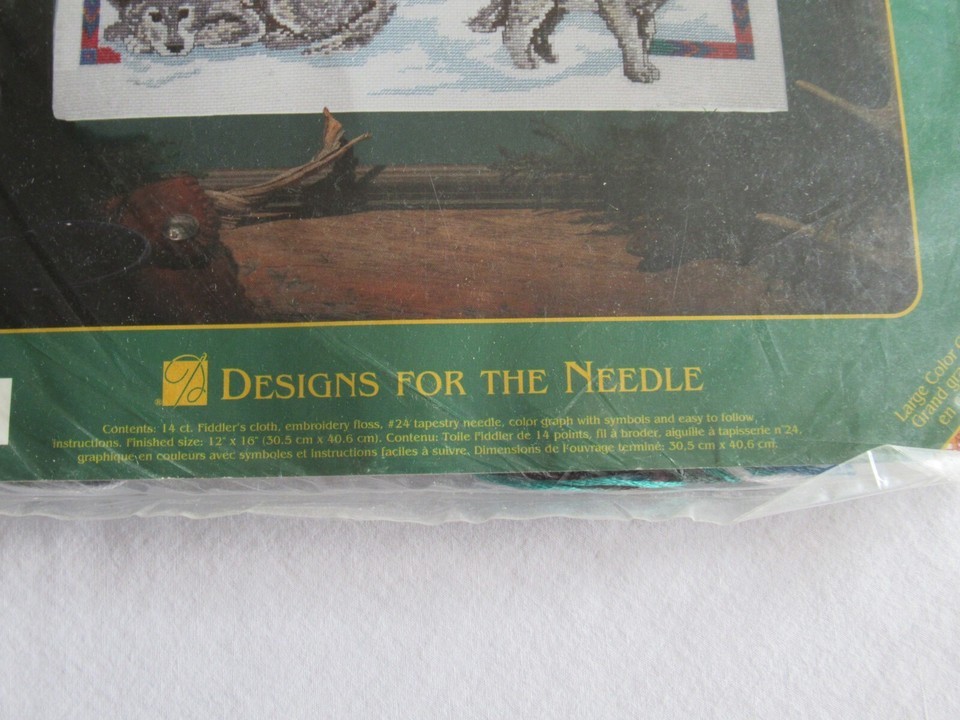 DESIGNS FOR THE NEEDLE
Contents: 14 ct. Fiddler's cloth, embroidery floss, #24 tapestry needle, color graph with symbols and easy to follow
instructions. Finished size: 12" x 16" (30.5 cm x 40.6 cm). Contenu: Toile Fiddler de 14 points, fil à broder, aiguille à tapisserie n°24,
graphique en couleurs avec symboles et instructions faciles à suivre. Dimensions de l'ouvrage terminé: 30,5 cm x 40,6 cm.
Large Color
Grand
en